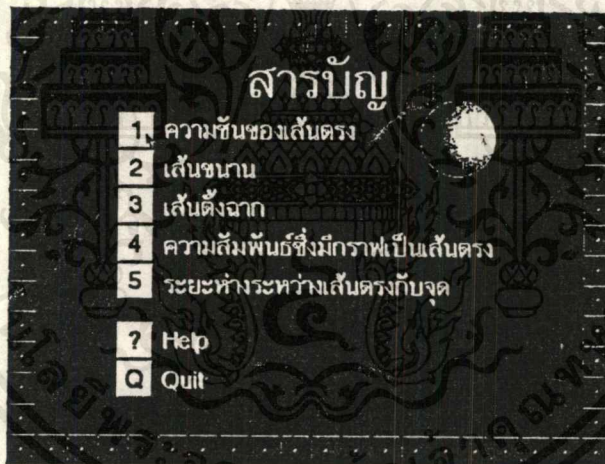 สารบัญ
1 ความชันของเส้นตรง
2 เส้นขนาน
3 เส้นตั้งฉาก
4 ความสัมพันธ์ซึ่งมีกราฟเป็นเส้นตรง
5 ระยะห่างระหว่างเส้นตรงกับจุด
? Help
Q Quit